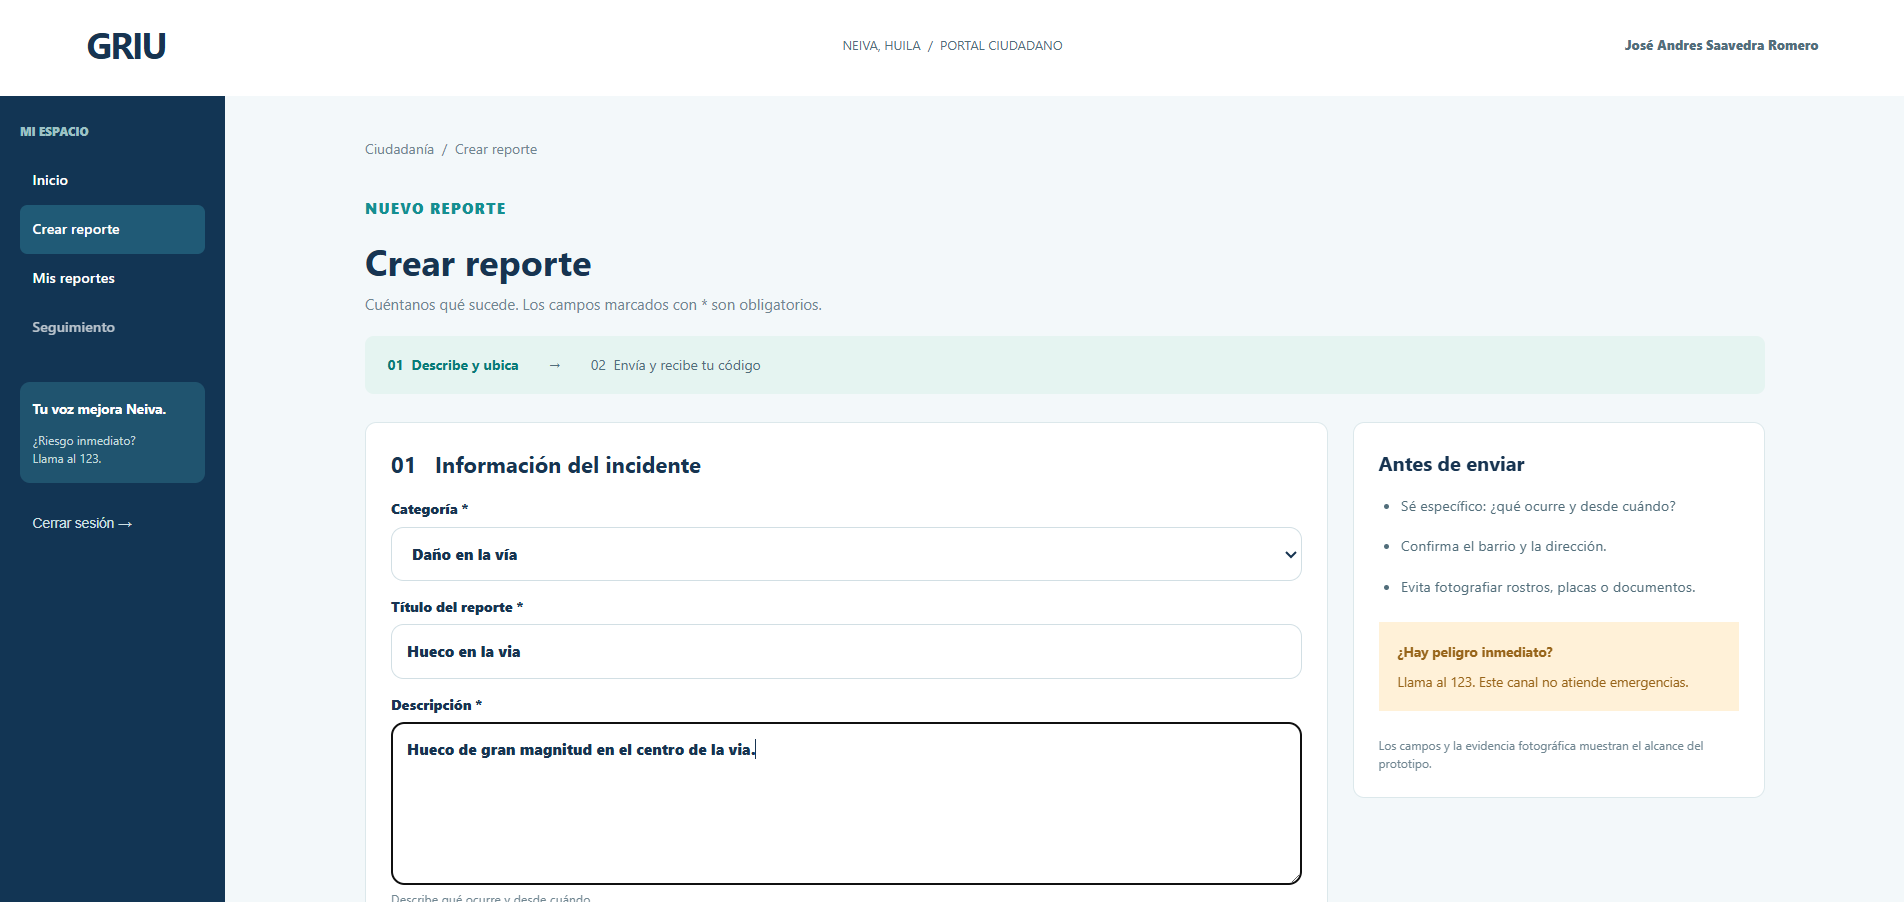 GRIU
NEIVA, HUILA / PORTAL CIUDADANO
José Andres Saavedra Romero
MI ESPACIO
Inicio
Crear reporte
Mis reportes
Seguimiento
Tu voz mejora Neiva.
¿Riesgo inmediato?
Llama al 123.
Cerrar sesión →
Ciudadanía / Crear reporte
NUEVO REPORTE
Crear reporte
Cuéntanos qué sucede. Los campos marcados con * son obligatorios.
01 Describe y ubica → 02 Envía y recibe tu código
01 Información del incidente
Categoría *
Daño en la vía
Título del reporte *
Hueco en la via
Descripción *
Hueco de gran magnitud en el centro de la via.
Describe qué ocurre y desde cuándo
Antes de enviar
• Sé específico: ¿qué ocurre y desde cuándo?
• Confirma el barrio y la dirección.
• Evita fotografiar rostros, placas o documentos.
¿Hay peligro inmediato?
Llama al 123. Este canal no atiende emergencias.
Los campos y la evidencia fotográfica muestran el alcance del
prototipo.